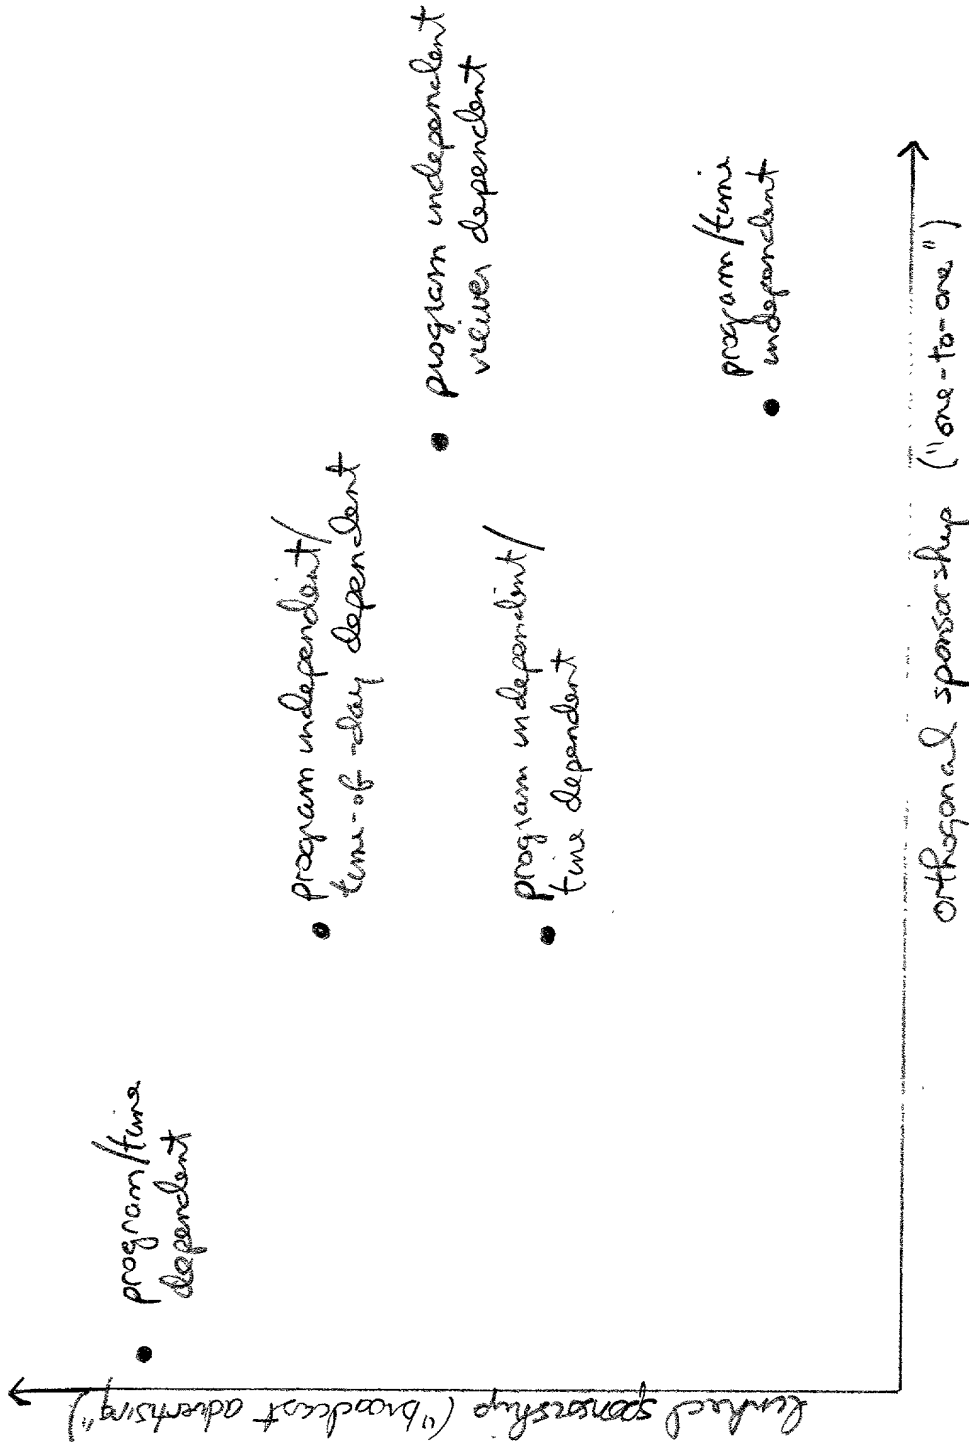 linked sponsorship ("broadcast advertising")
program/time
dependent
program independent/
time-of-day dependent
program independent/
time dependent
program independent
viewer dependent
program/time
independent
orthogonal sponsorship ("one-to-one")